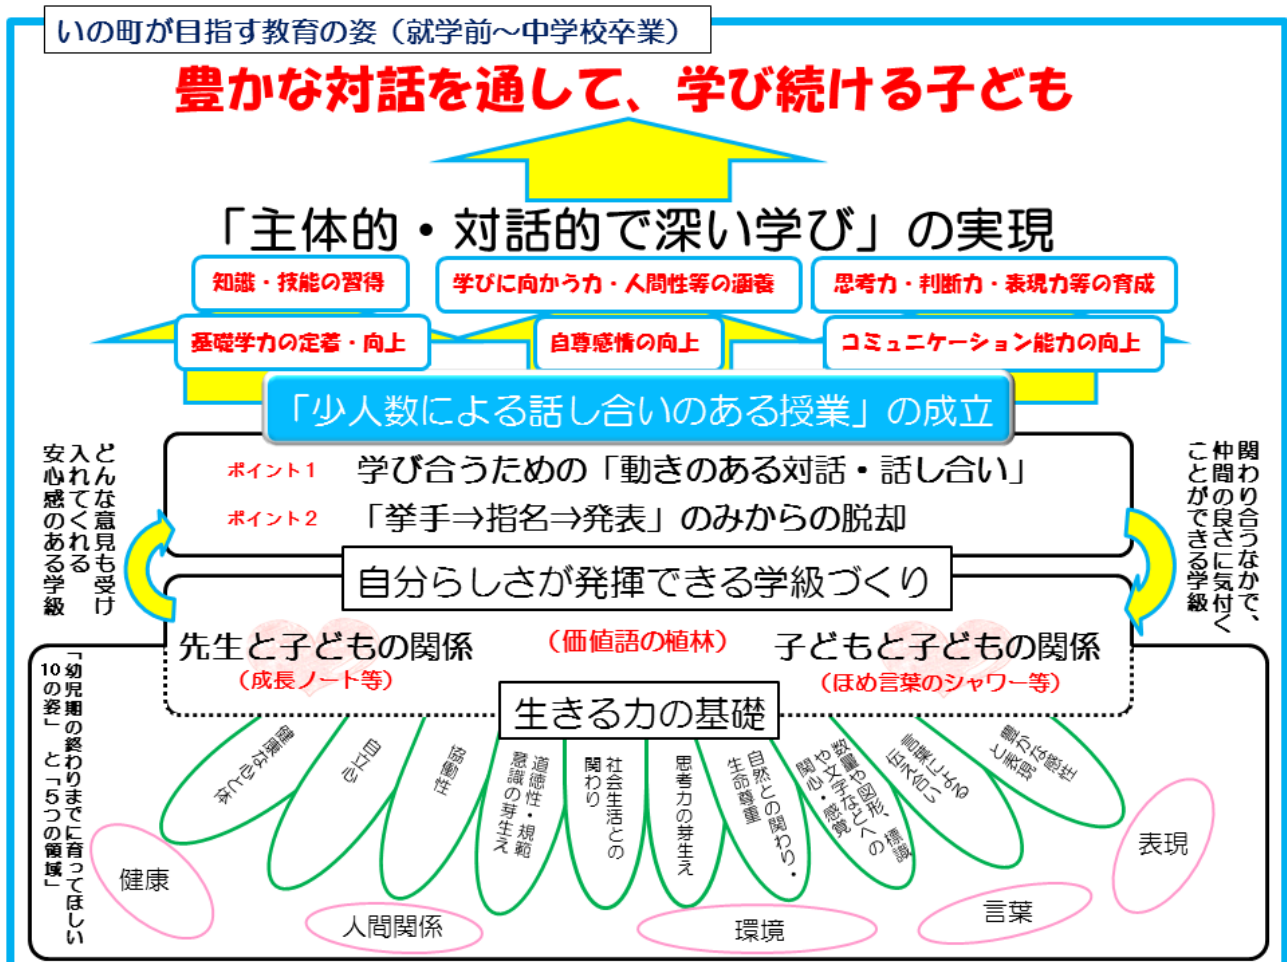 いの町が目指す教育の姿（就学前～中学校卒業）
豊かな対話を通して、学び続ける子ども
「主体的・対話的で深い学び」の実現
知識・技能の習得
学びに向かう力・人間性等の涵養
思考力・判断力・表現力等の育成
基礎学力の定着・向上
自尊感情の向上
コミュニケーション能力の向上
「少人数による話し合いのある授業」の成立
どんな意見も受け
入れてくれる
安心感のある学級
ポイント１ 学び合うための「動きのある対話・話し合い」
ポイント２ 「挙手⇒指名⇒発表」のみからの脱却
関わり合うなかで、
仲間の良さに気付く
ことができる学級
自分らしさが発揮できる学級づくり
先生と子どもの関係
（成長ノート等）
（価値語の植林）
子どもと子どもの関係
（ほめ言葉のシャワー等）
生きる力の基礎
「幼児期の終わりまでに育ってほしい
10の姿」 と「５つの領域」
健康な心と体
自立心
協働性
道徳性・規範
意識の芽生え
社会生活との
関わり
思考力の芽生え
自然との関わり・
生命尊重
数量や図形、標識
や文字などへの
関心・感覚
言葉による
伝え合い
豊かな感性
と表現
健康
人間関係
環境
言葉
表現